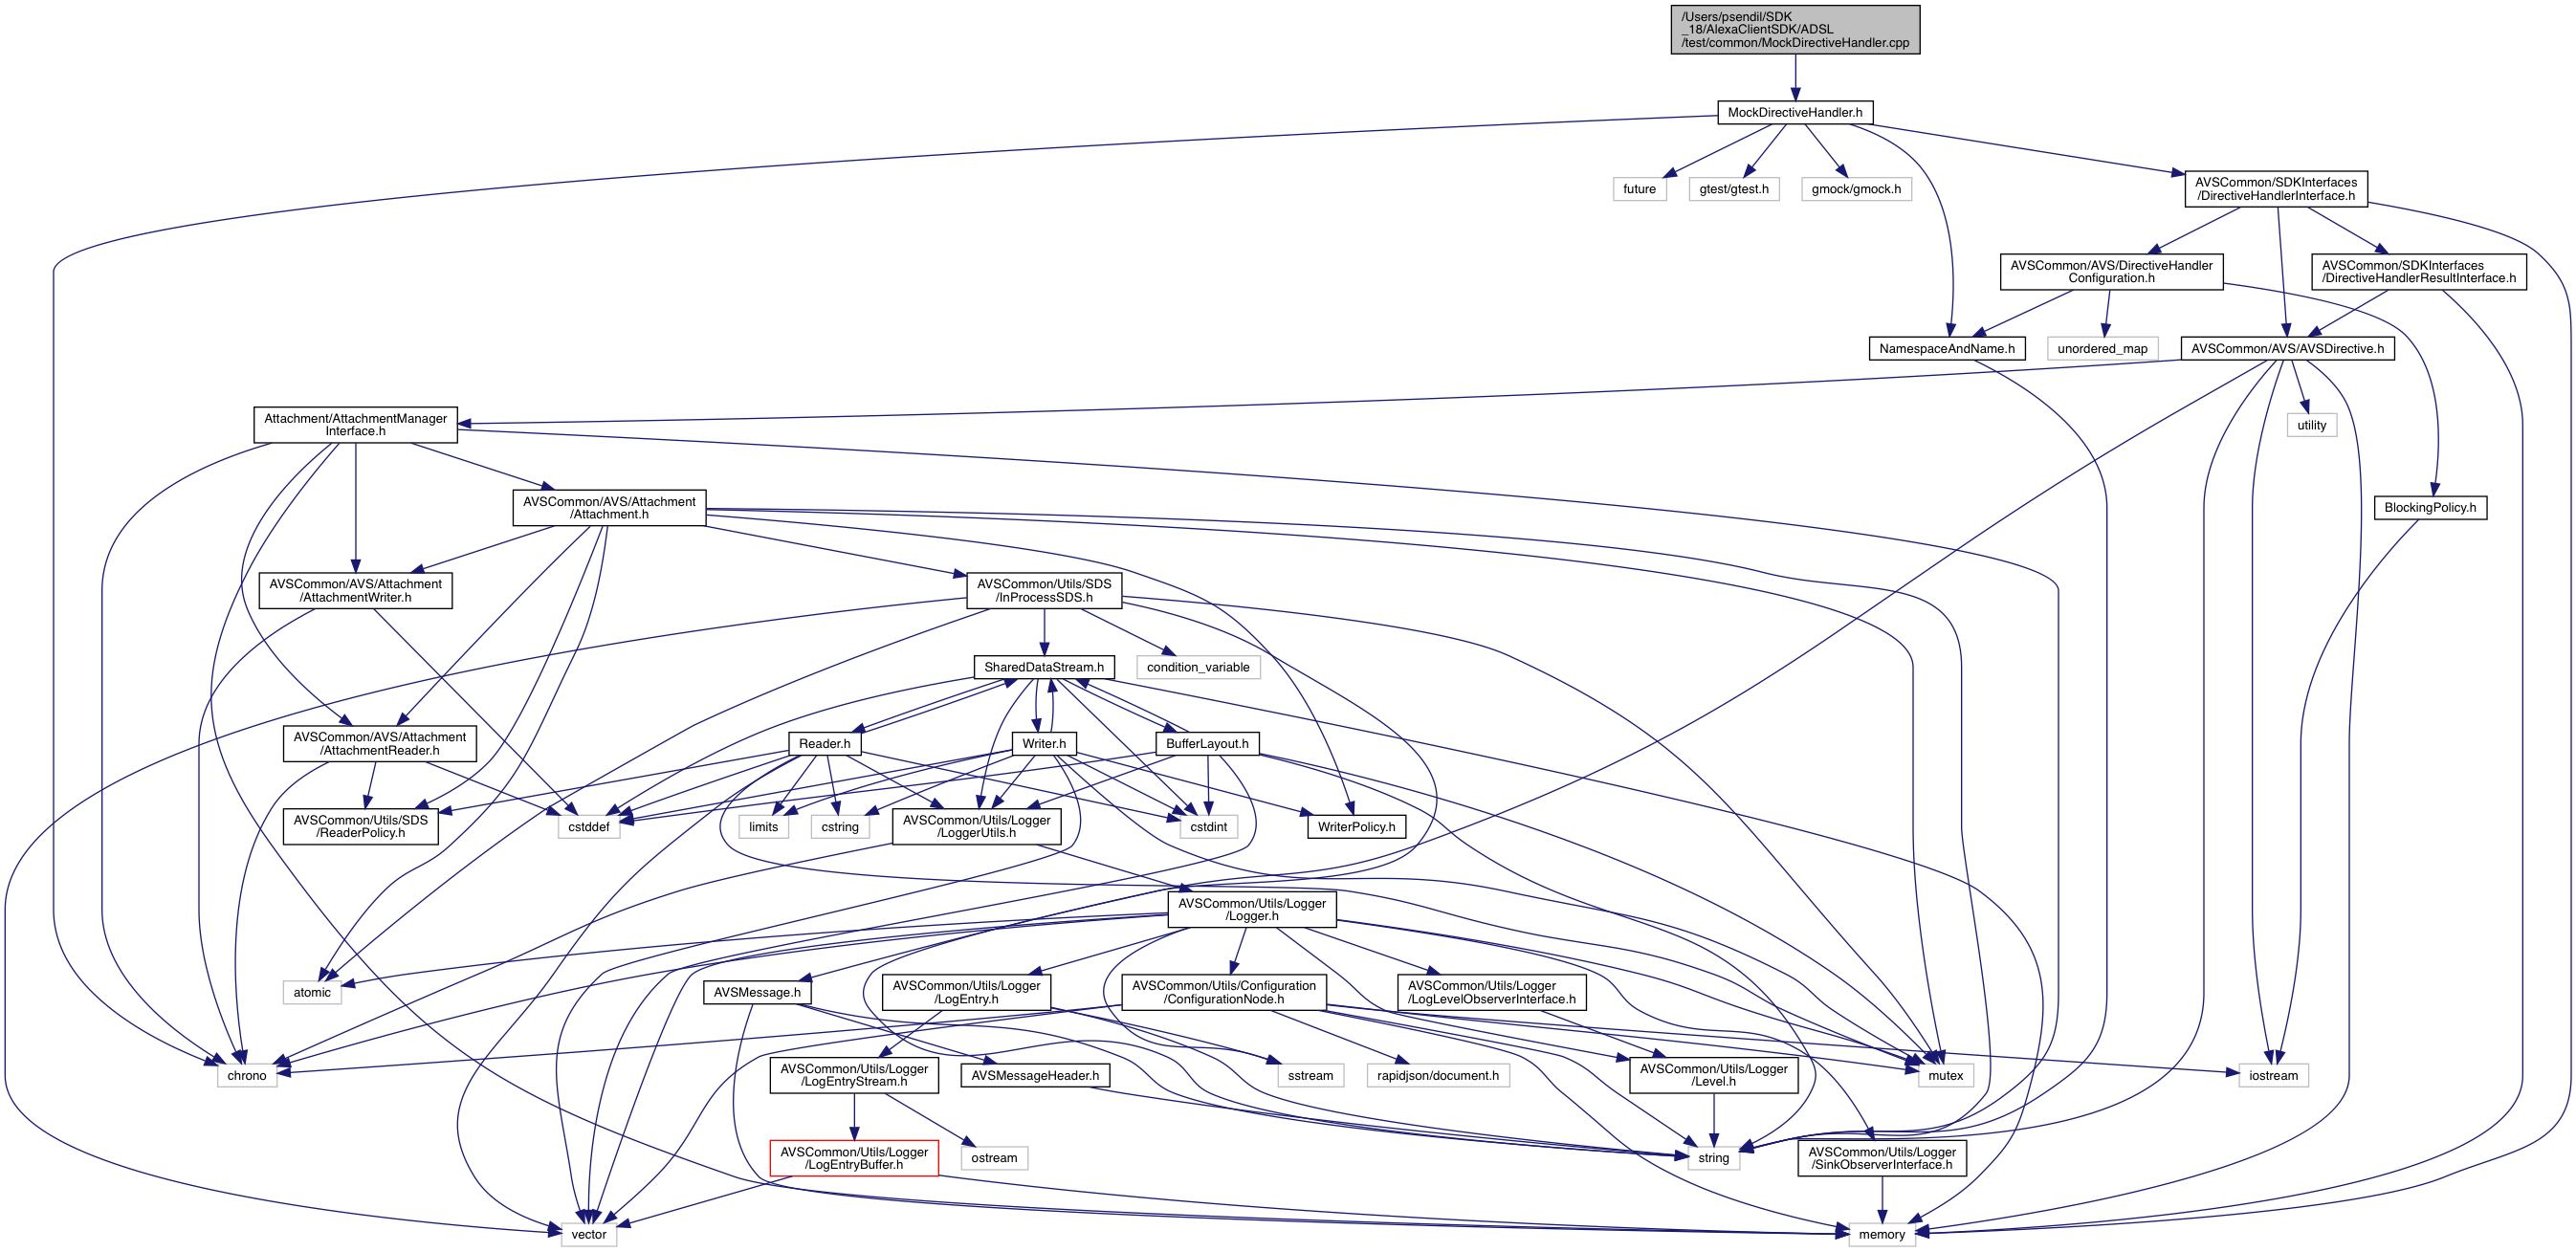 /Users/psendil/SDK
_18/AlexaClientSDK/ADSL
/test/common/MockDirectiveHandler.cpp
MockDirectiveHandler.h
future
gtest/gtest.h
gmock/gmock.h
AVSCommon/SDKInterfaces
/DirectiveHandlerInterface.h
AVSCommon/AVS/DirectiveHandler
Configuration.h
AVSCommon/SDKInterfaces
/DirectiveHandlerResultInterface.h
NamespaceAndName.h
unordered_map
AVSCommon/AVS/AVSDirective.h
Attachment/AttachmentManager
Interface.h
utility
AVSCommon/AVS/Attachment
/Attachment.h
BlockingPolicy.h
AVSCommon/AVS/Attachment
/AttachmentWriter.h
AVSCommon/Utils/SDS
/InProcessSDS.h
SharedDataStream.h
condition_variable
AVSCommon/AVS/Attachment
/AttachmentReader.h
Reader.h
Writer.h
BufferLayout.h
AVSCommon/Utils/SDS
/ReaderPolicy.h
cstddef
limits
cstring
AVSCommon/Utils/Logger
/LoggerUtils.h
cstdint
WriterPolicy.h
AVSCommon/Utils/Logger
/Logger.h
atomic
AVSMessage.h
AVSCommon/Utils/Logger
/LogEntry.h
AVSCommon/Utils/Configuration
/ConfigurationNode.h
AVSCommon/Utils/Logger
/LogLevelObserverInterface.h
chrono
AVSCommon/Utils/Logger
/LogEntryStream.h
AVSMessageHeader.h
sstream
rapidjson/document.h
AVSCommon/Utils/Logger
/Level.h
mutex
iostream
AVSCommon/Utils/Logger
/LogEntryBuffer.h
ostream
string
AVSCommon/Utils/Logger
/SinkObserverInterface.h
vector
memory